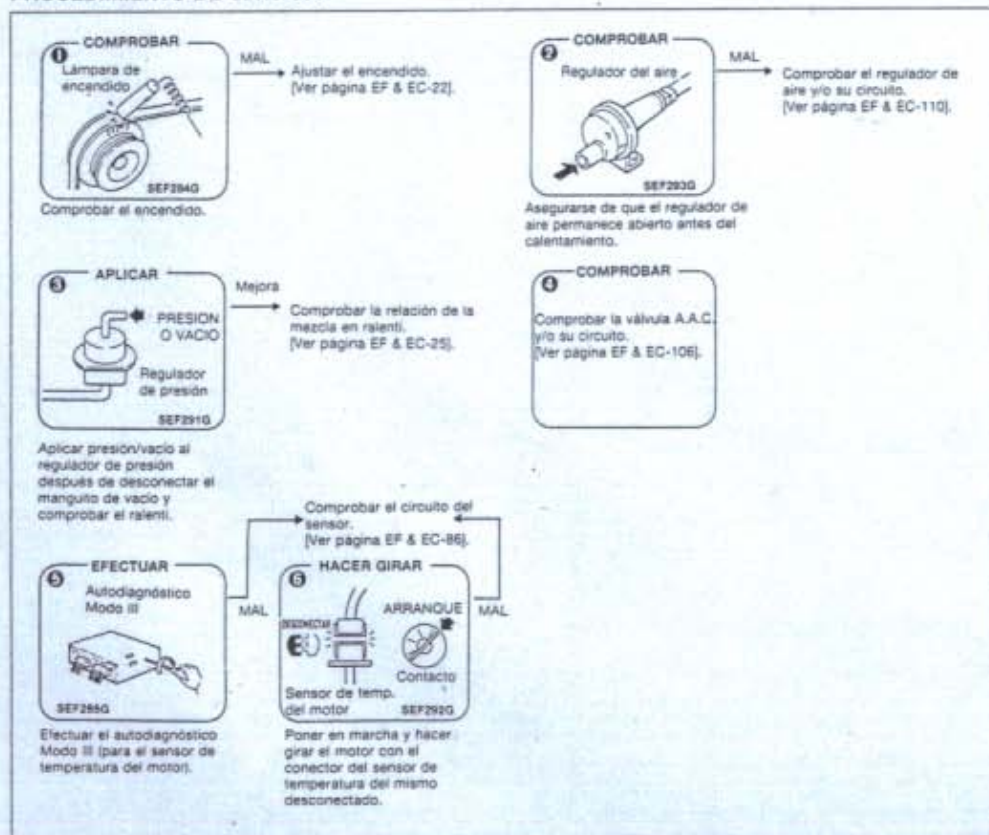 COMPROBAR
1
Lámpara de
encendido
SEF284G
MAL
Ajustar el encendido.
[Ver página EF & EC-22].
Comprobar el encendido.
COMPROBAR
2
Regulador del aire
SEF293G
MAL
Comprobar el regulador de
aire y/o su circuito.
[Ver página EF & EC-110].
Asegurarse de que el regulador de
aire permanece abierto antes del
calentamiento.
APLICAR
3
PRESION
O VACIO
Regulador
de presión
SEF291G
Mejora
Comprobar la relación de la
mezcla en ralentí.
[Ver página EF & EC-25].
Aplicar presión/vacío al
regulador de presión
después de desconectar el
manguito de vacío y
comprobar el ralentí.
COMPROBAR
4
Comprobar la válvula A.A.C.
y/o su circuito.
[Ver página EF & EC-106].
Comprobar el circuito del
sensor.
[Ver página EF & EC-86].
EFECTUAR
5
Autodiagnóstico
Modo III
SEF285G
MAL
Efectuar el autodiagnóstico
Modo III (para el sensor de
temperatura del motor).
HACER GIRAR
6
DESCONECTAR
ARRANQUE
Contacto
Sensor de temp.
del motor
SEF292G
MAL
Poner en marcha y hacer
girar el motor con el
conector del sensor de
temperatura del mismo
desconectado.